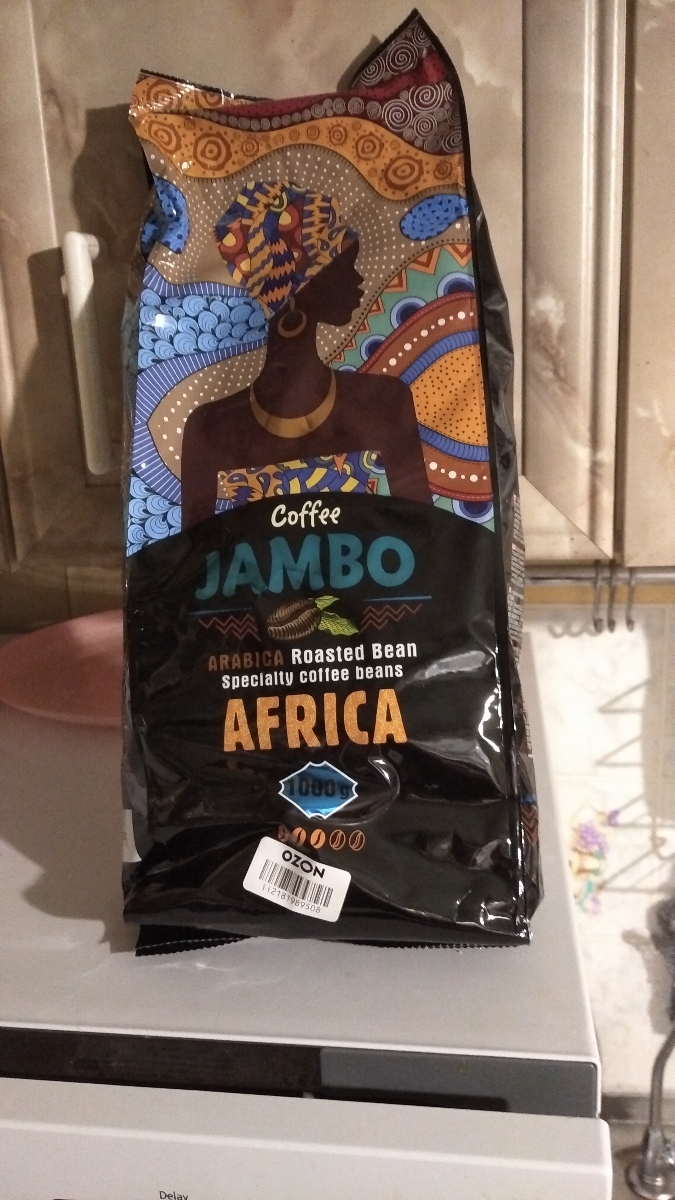 Coffee
JAMBO
ARABICA Roasted Bean
Specialty coffee beans
AFRICA
1000 g
OZON
Delay